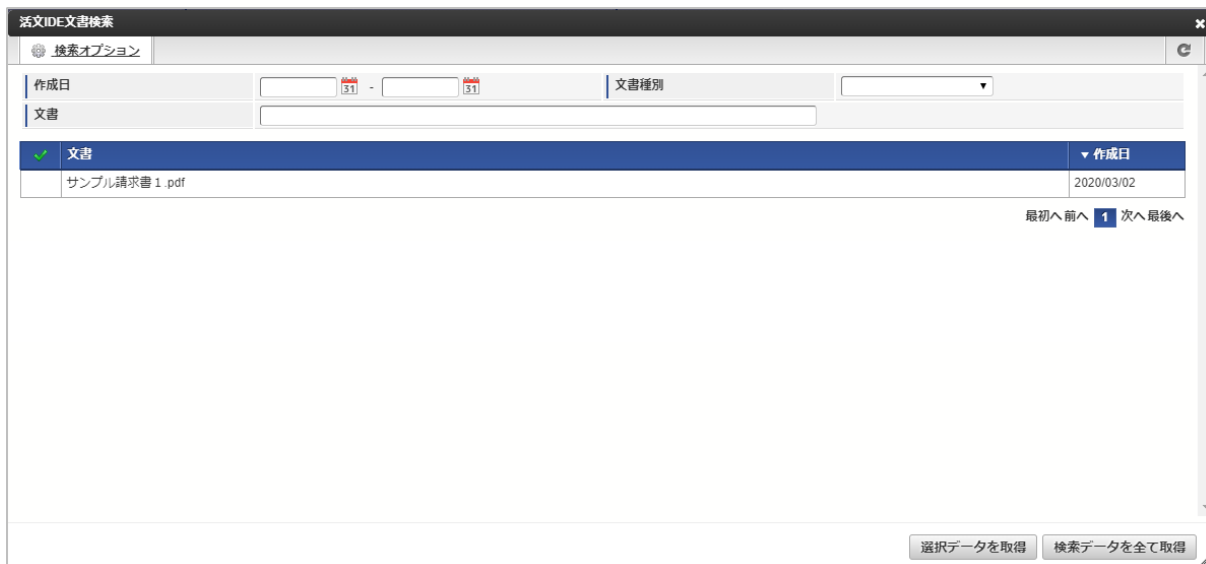 活文IDE文書検索
検索オプション
作成日 31 - 31 文書種別
文書
文書 作成日
サンプル請求書1.pdf 2020/03/02
最初へ 前へ 1 次へ 最後へ
選択データを取得 検索データを全て取得